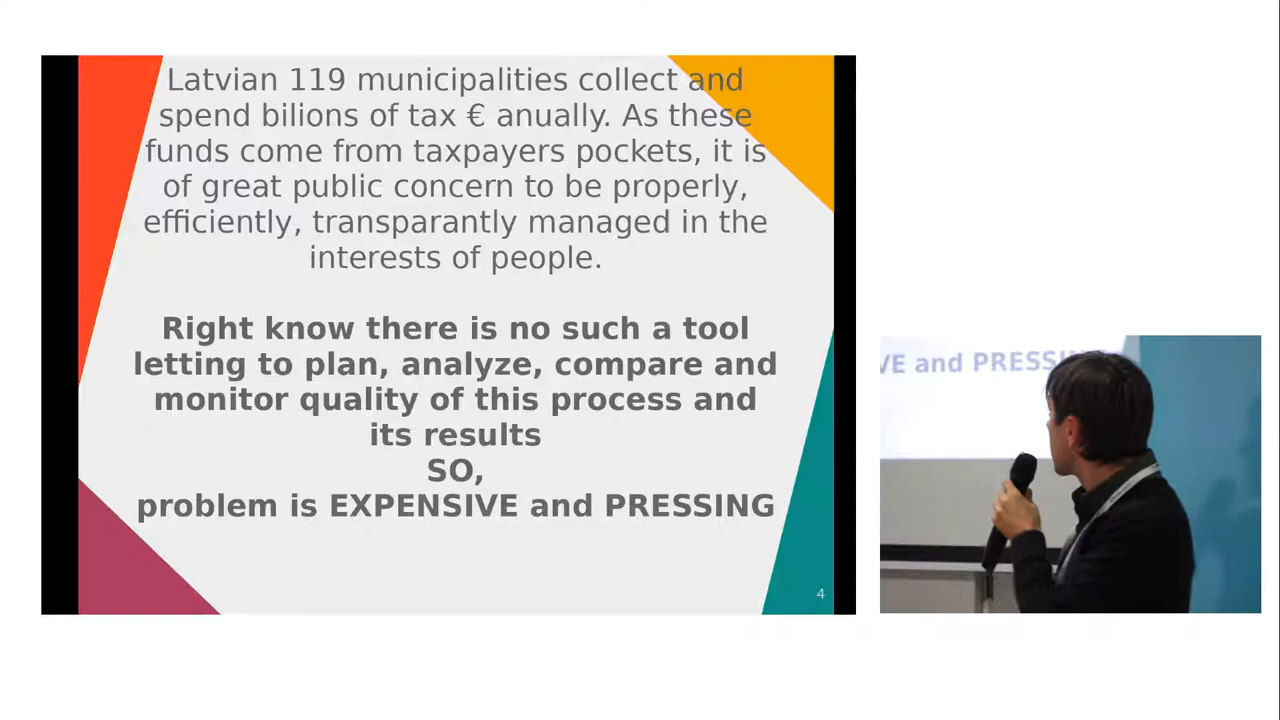 Latvian 119 municipalities collect and
spend bilions of tax € anually. As these
funds come from taxpayers pockets, it is
of great public concern to be properly,
efficiently, transparantly managed in the
interests of people.
Right know there is no such a tool
letting to plan, analyze, compare and
monitor quality of this process and
its results
SO,
problem is EXPENSIVE and PRESSING
4
VE and PRESSIN